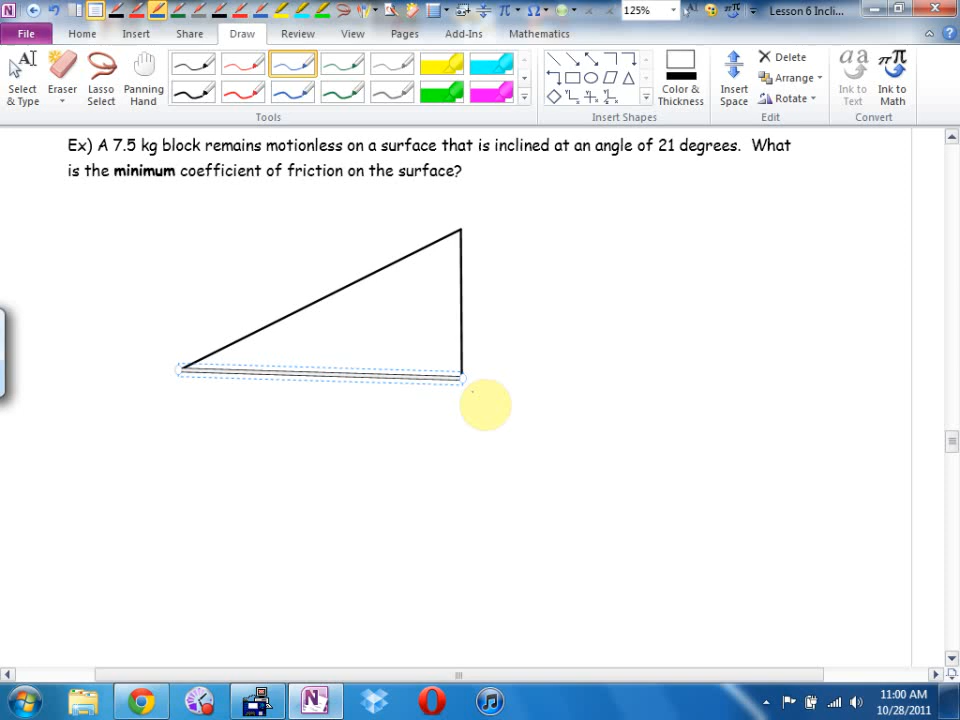 125%
Lesson 6 Incli...
File Home Insert Share Draw Review View Pages Add-Ins Mathematics
Select & Type
Eraser
Lasso Select
Panning Hand
Color & Thickness
Insert Space
Delete
Arrange
Rotate
Ink to Text
Ink to Math
Tools
Insert Shapes
Edit
Convert
Ex) A 7.5 kg block remains motionless on a surface that is inclined at an angle of 21 degrees. What
is the minimum coefficient of friction on the surface?
11:00 AM
10/28/2011